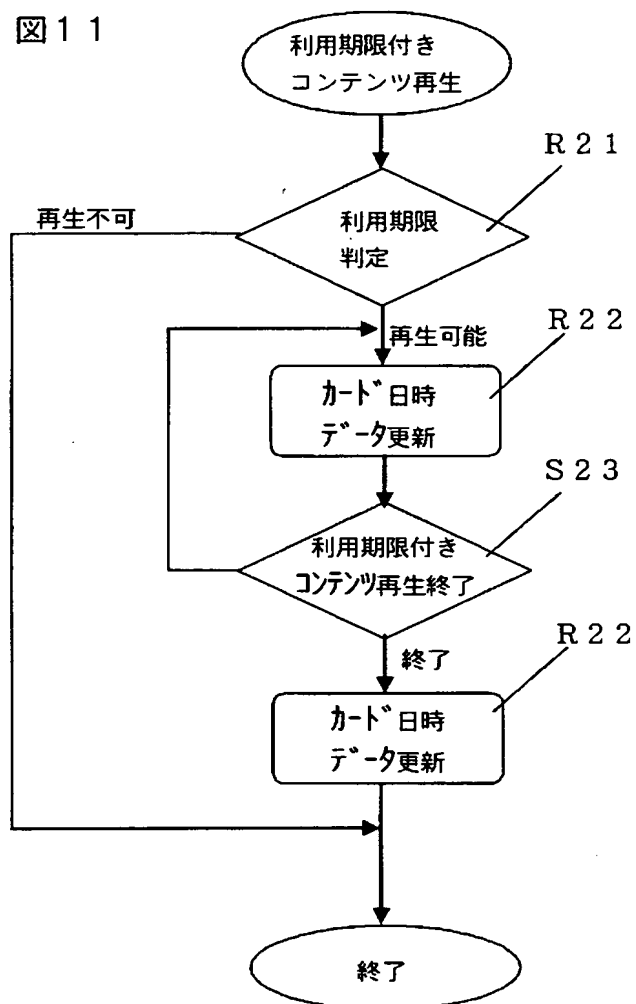 図11
利用期限付き
コンテンツ再生
R21
再生不可
利用期限
判定
再生可能
R22
カード日時
データ更新
S23
利用期限付き
コンテンツ再生終了
終了
R22
カード日時
データ更新
終了